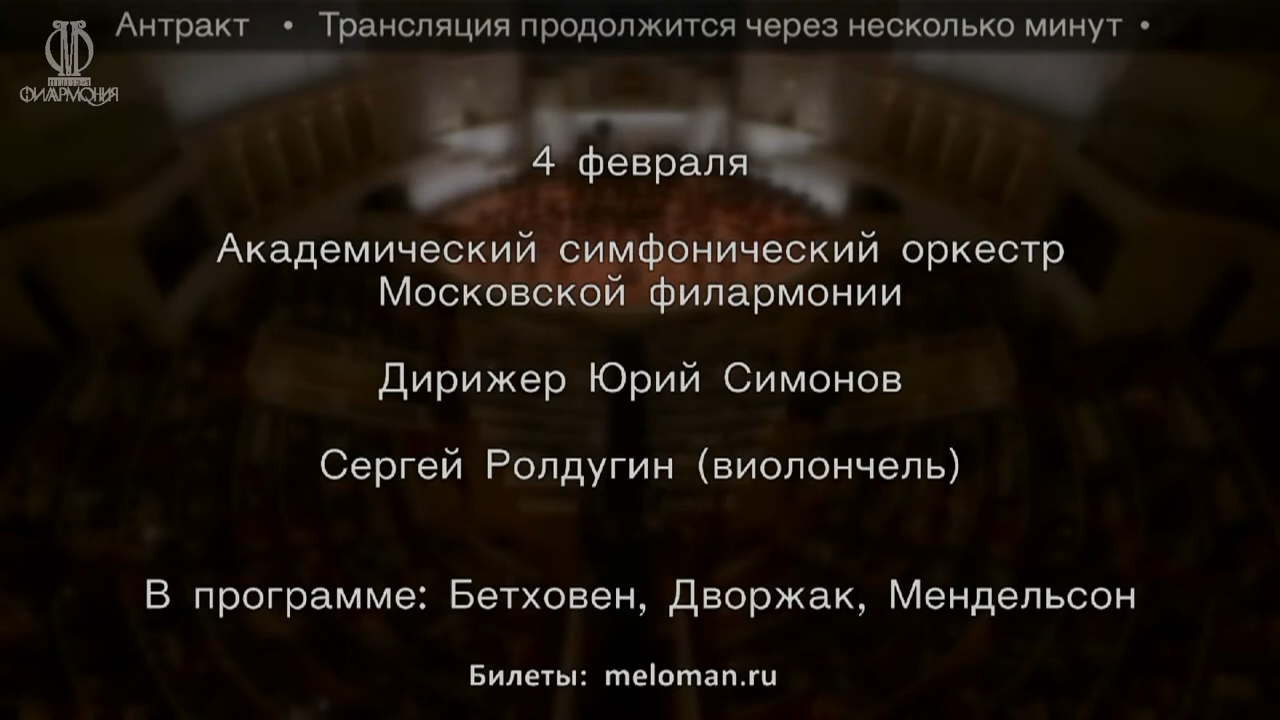 Антракт • Трансляция продолжится через несколько минут •
ФИЛАРМОНИЯ
4 февраля
Академический симфонический оркестр
Московской филармонии
Дирижер Юрий Симонов
Сергей Ролдугин (виолончель)
В программе: Бетховен, Дворжак, Мендельсон
Билеты: meloman.ru